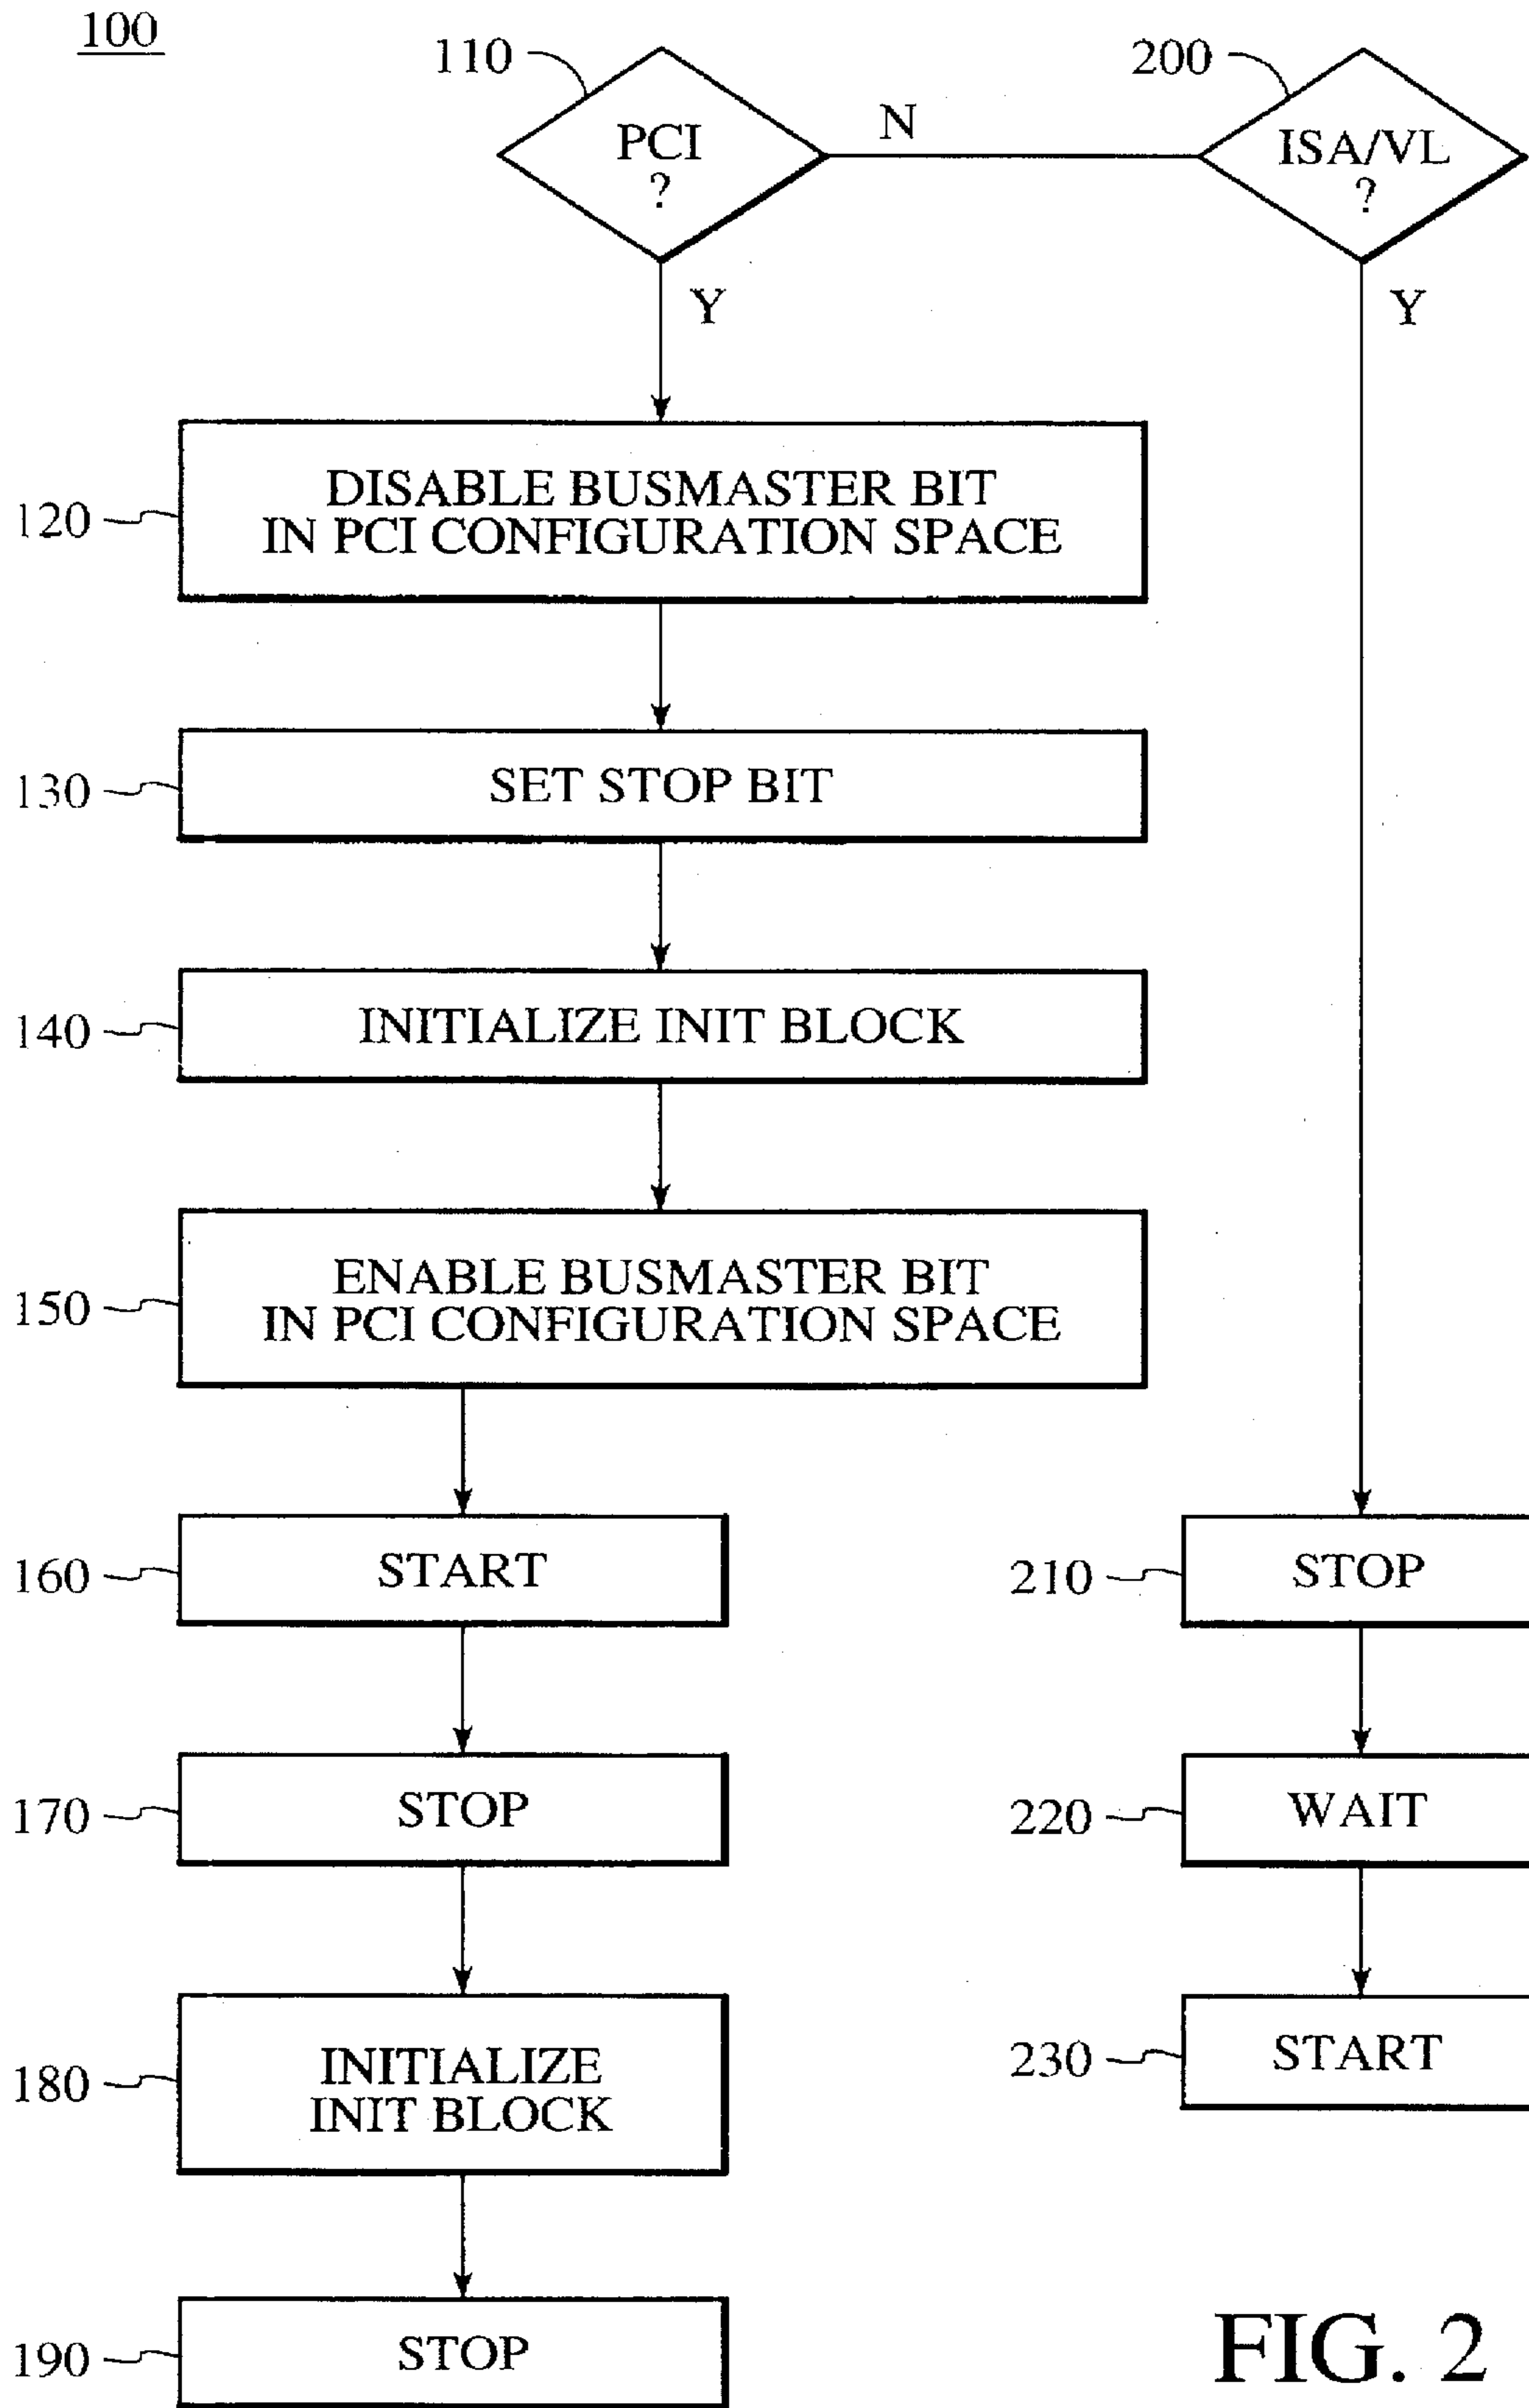 100
110
PCI
?
N
200
ISA/VL
?
Y
Y
120
DISABLE BUSMASTER BIT
IN PCI CONFIGURATION SPACE
130
SET STOP BIT
140
INITIALIZE INIT BLOCK
150
ENABLE BUSMASTER BIT
IN PCI CONFIGURATION SPACE
160
START
210
STOP
170
STOP
220
WAIT
180
INITIALIZE
INIT BLOCK
230
START
190
STOP
FIG. 2